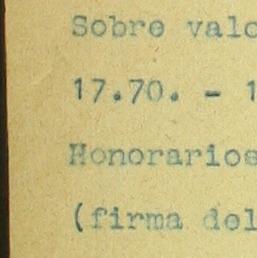 Sobre valo
17.70. - 1
Honorarios
(firma del